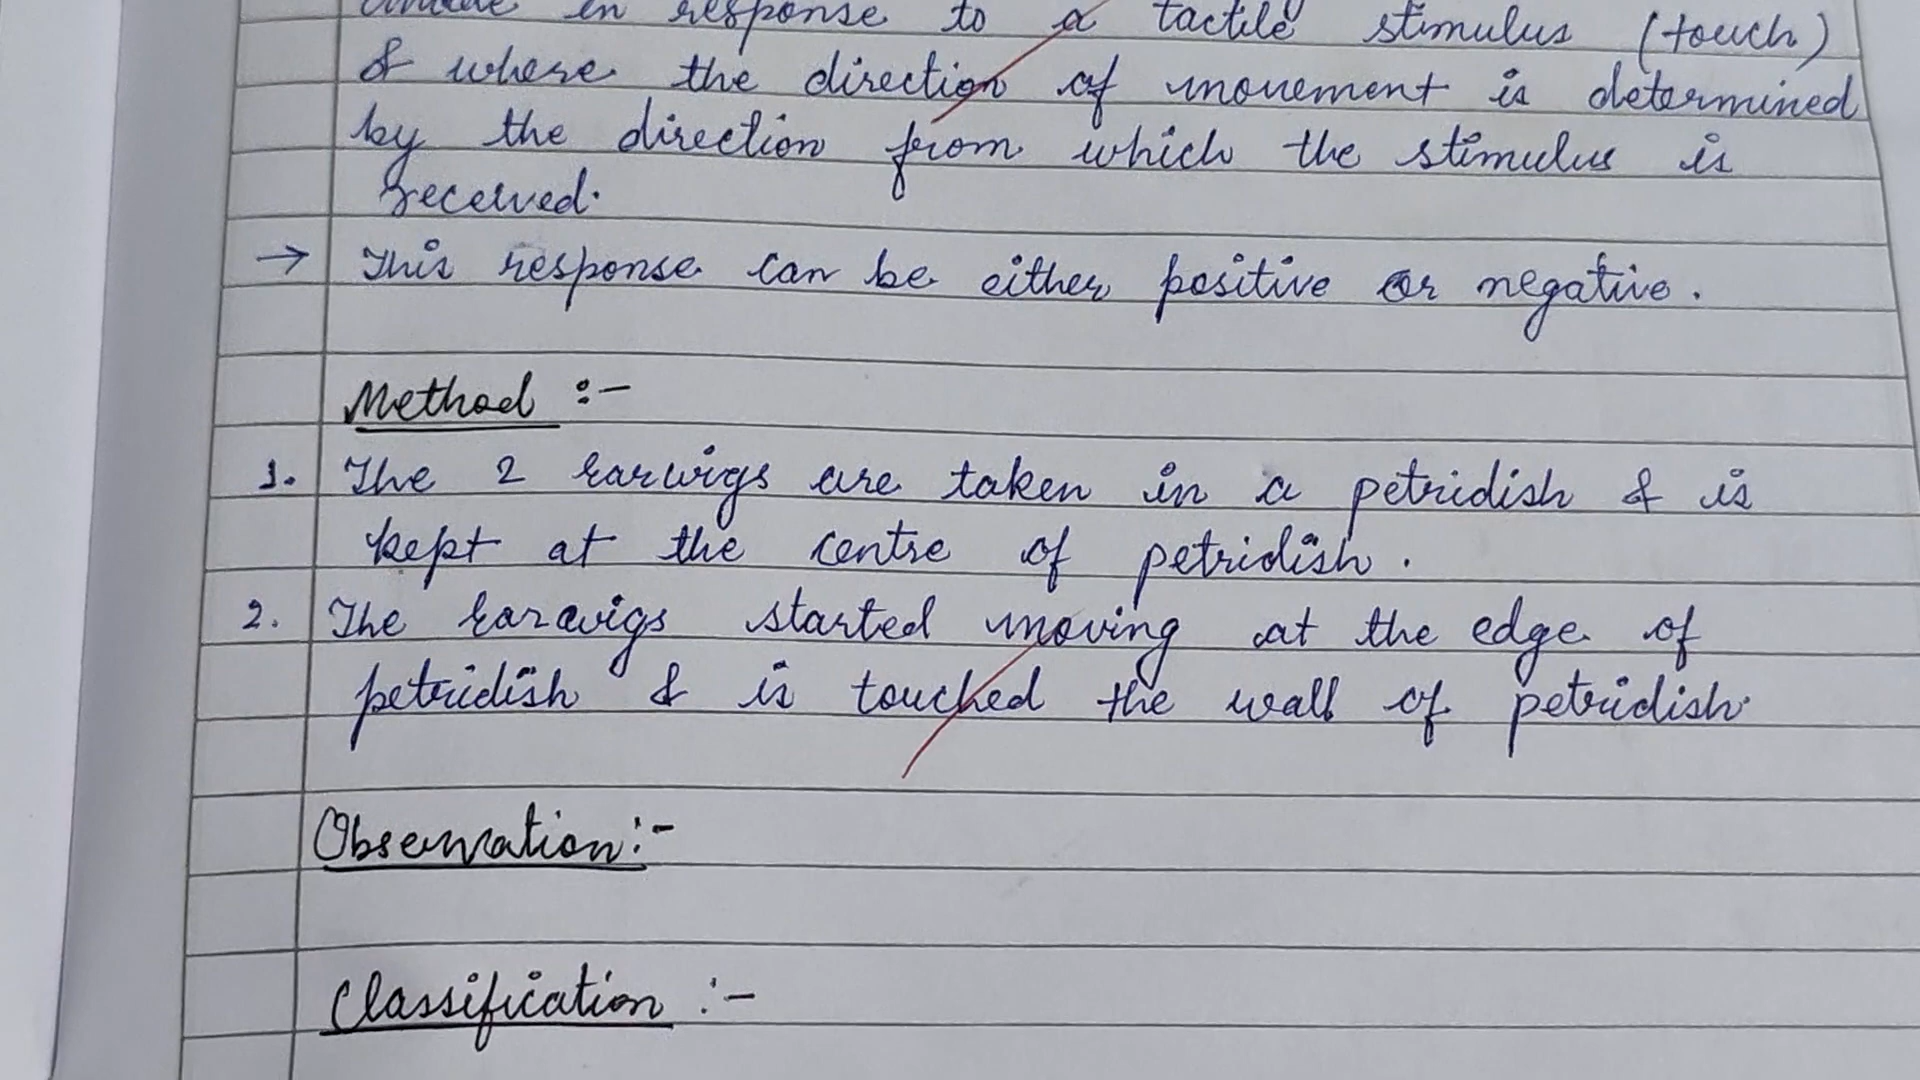 in response to a tactile stimulus (touch)
& where the direction of movement is determined
by the direction from which the stimulus is
received.
→ This response can be either positive or negative.
Method :-
1. The 2 Earwigs are taken in a petridish & is
kept at the centre of petridish.
2. The Earwigs started moving at the edge of
petridish & is touched the wall of petridish.
Observation:-
Classification :-